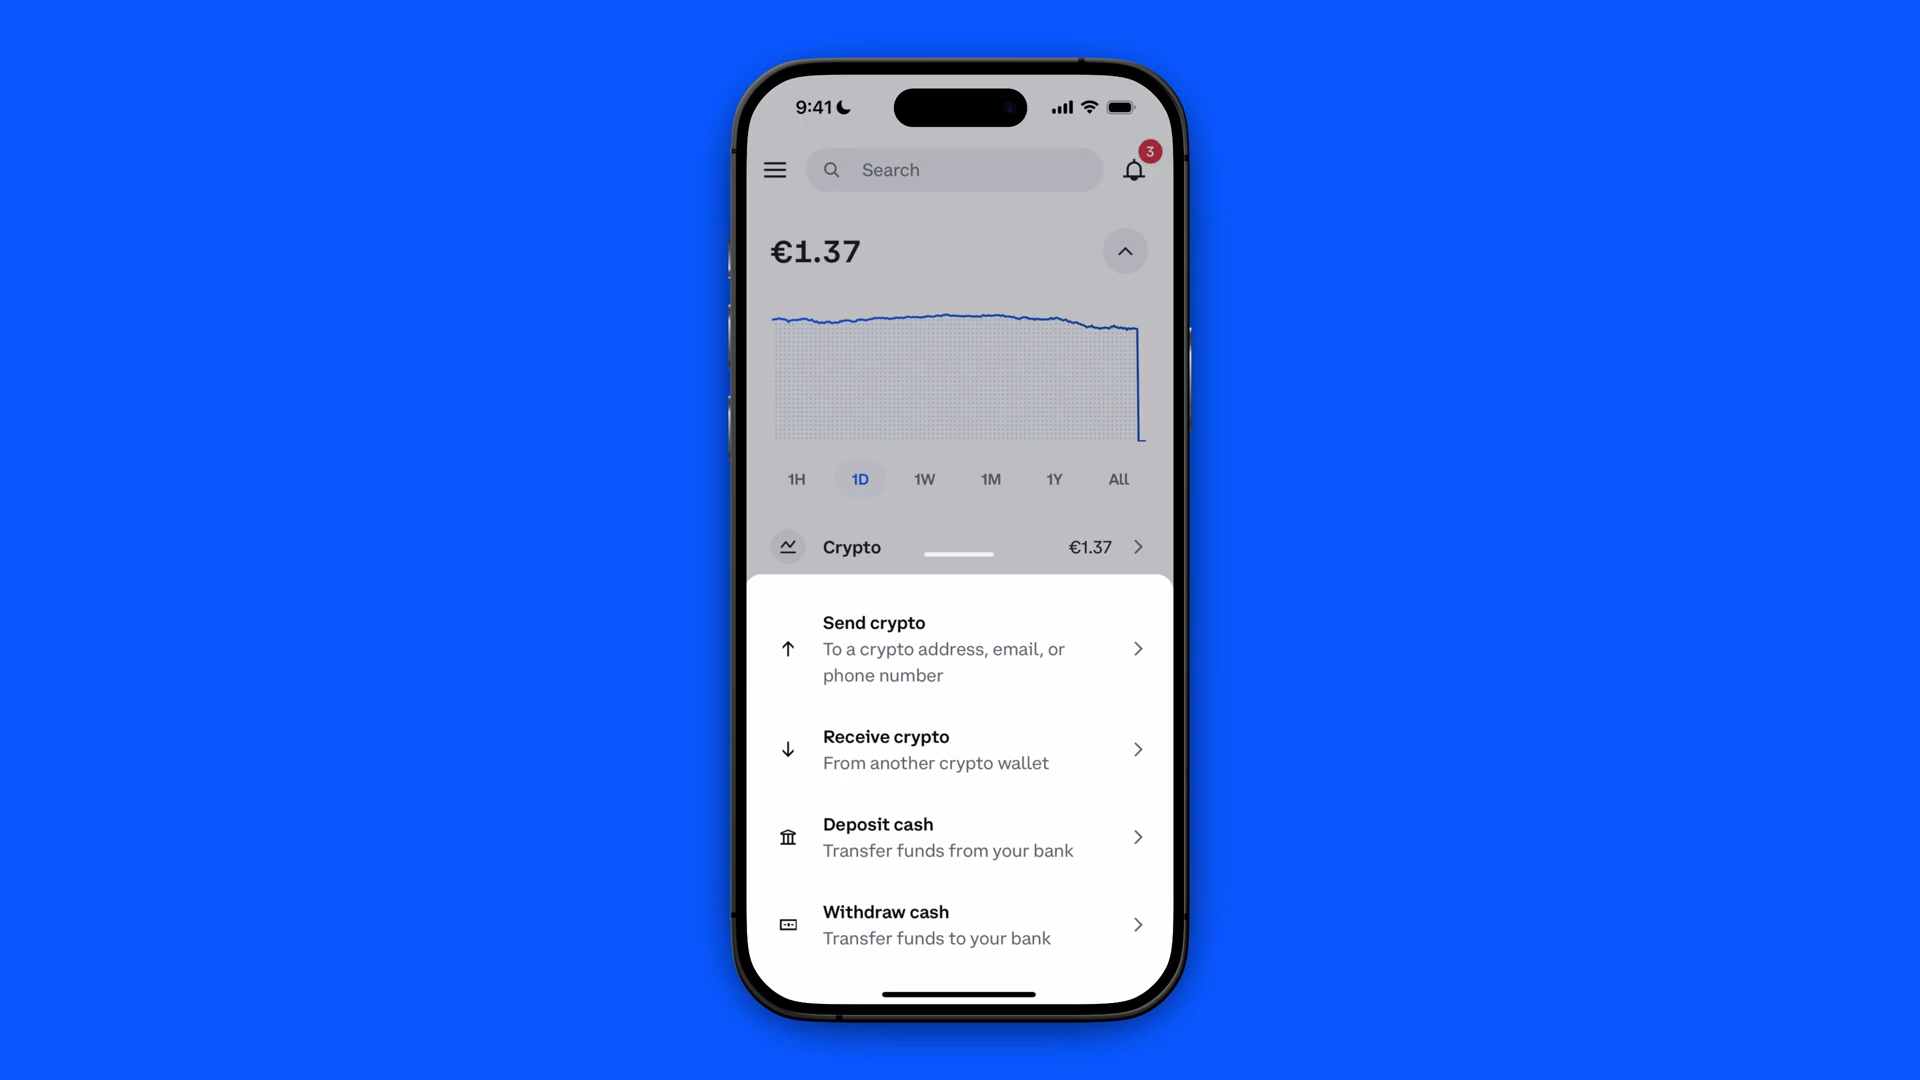 9:41
Search
3
€1.37
1H 1D 1W 1M 1Y All
Crypto €1.37
Send crypto
To a crypto address, email, or
phone number
Receive crypto
From another crypto wallet
Deposit cash
Transfer funds from your bank
Withdraw cash
Transfer funds to your bank